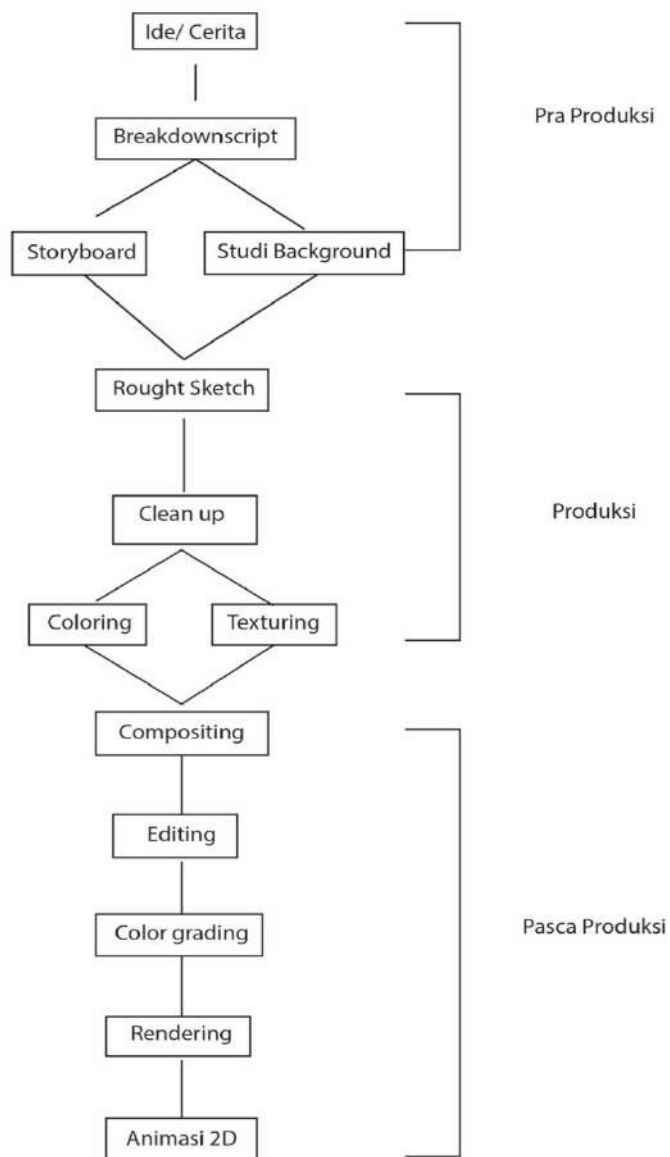 Ide/ Cerita
Pra Produksi
Breakdownscript
Storyboard
Studi Background
Rought Sketch
Clean up
Produksi
Coloring
Texturing
Compositing
Editing
Color grading
Pasca Produksi
Rendering
Animasi 2D